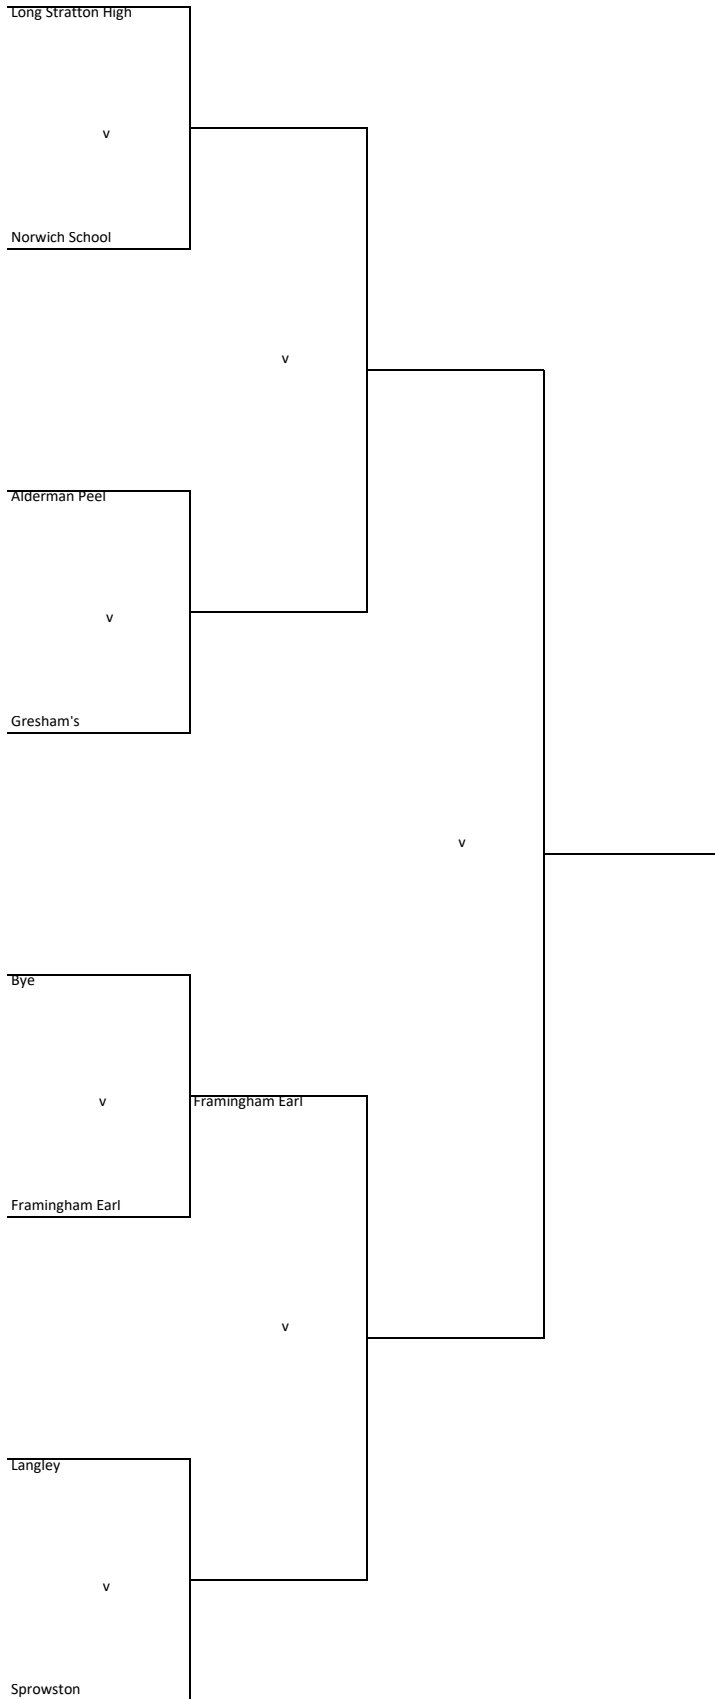 Long Stratton High
v
Norwich School
v
Alderman Peel
v
Gresham's
v
Bye
v
Framingham Earl
Framingham Earl
v
Langley
v
Sprowston